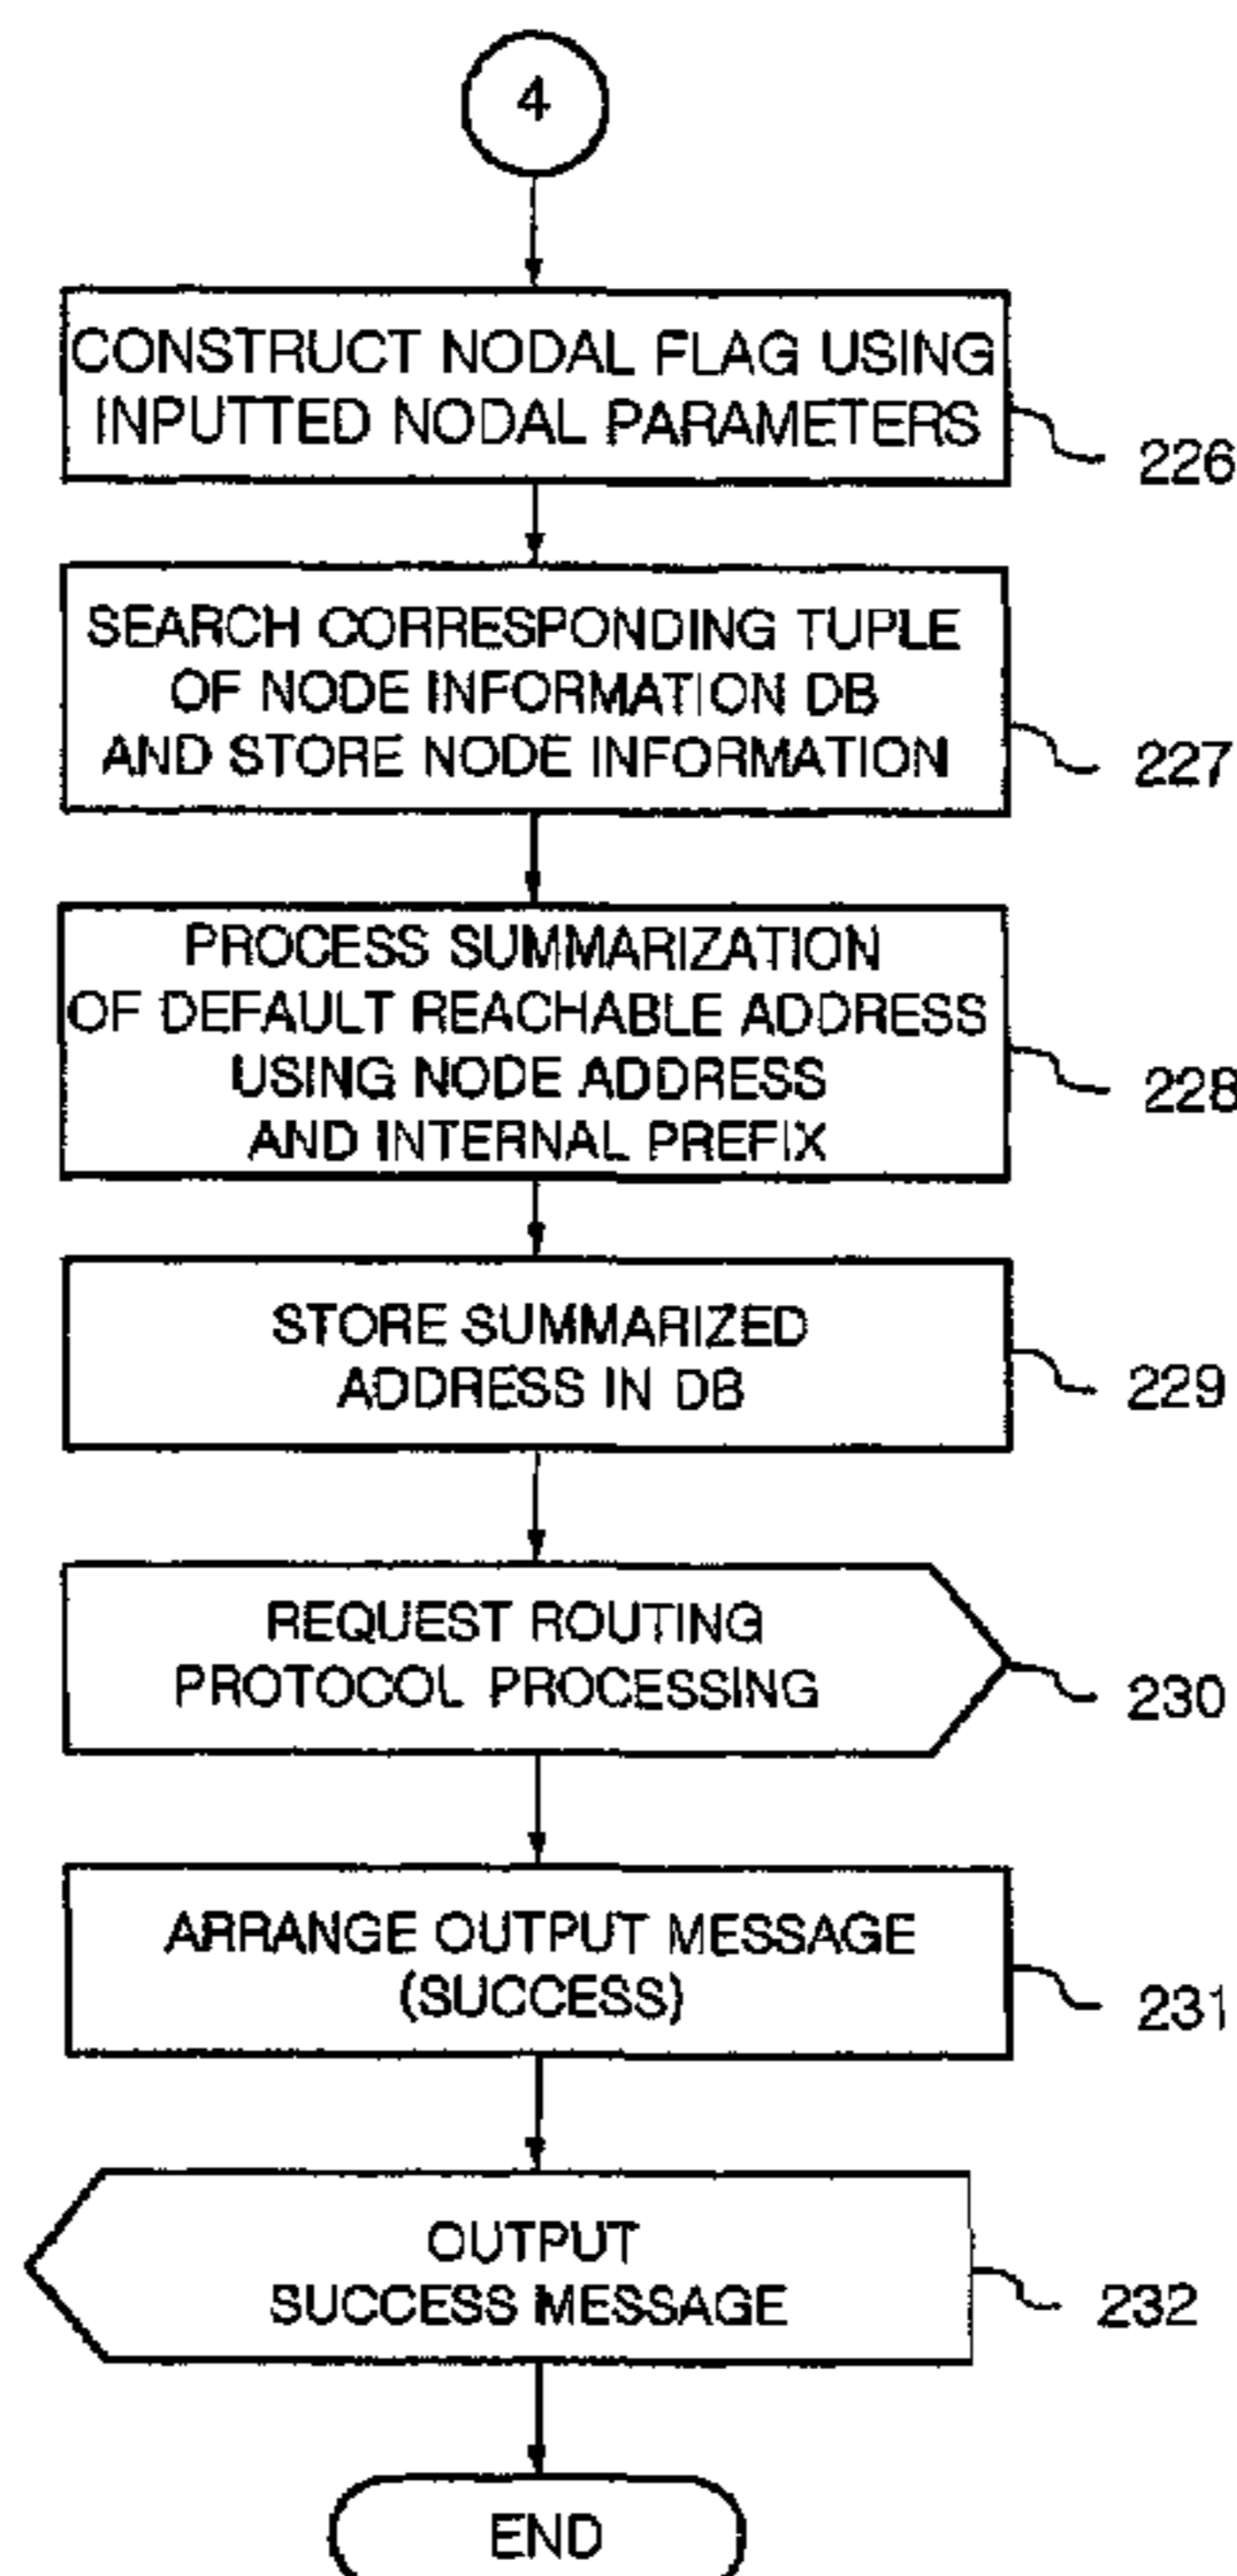 4
CONSTRUCT NODAL FLAG USING
INPUTTED NODAL PARAMETERS
226
SEARCH CORRESPONDING TUPLE
OF NODE INFORMATION DB
AND STORE NODE INFORMATION
227
PROCESS SUMMARIZATION
OF DEFAULT REACHABLE ADDRESS
USING NODE ADDRESS
AND INTERNAL PREFIX
228
STORE SUMMARIZED
ADDRESS IN DB
229
REQUEST ROUTING
PROTOCOL PROCESSING
230
ARRANGE OUTPUT MESSAGE
(SUCCESS)
231
OUTPUT
SUCCESS MESSAGE
232
END